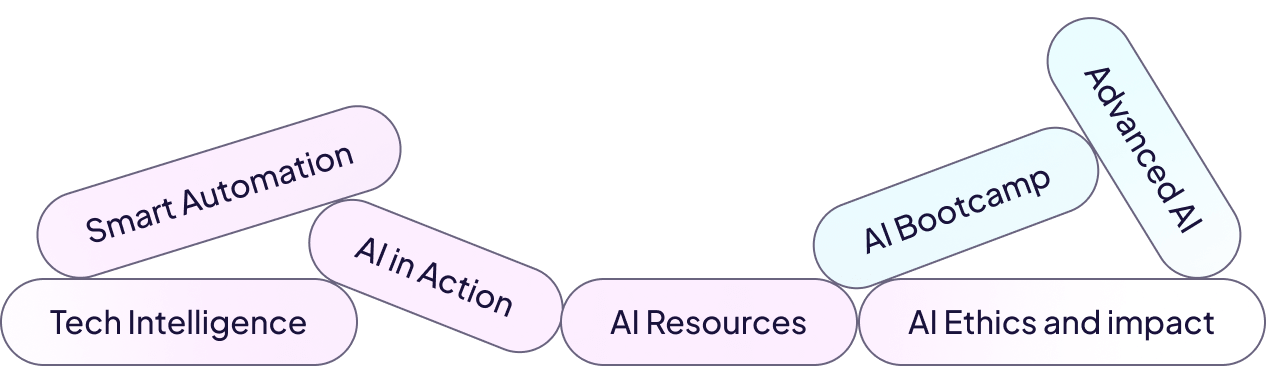 Smart Automation
AI in Action
Tech Intelligence
AI Resources
AI Bootcamp
Advanced AI
AI Ethics and impact